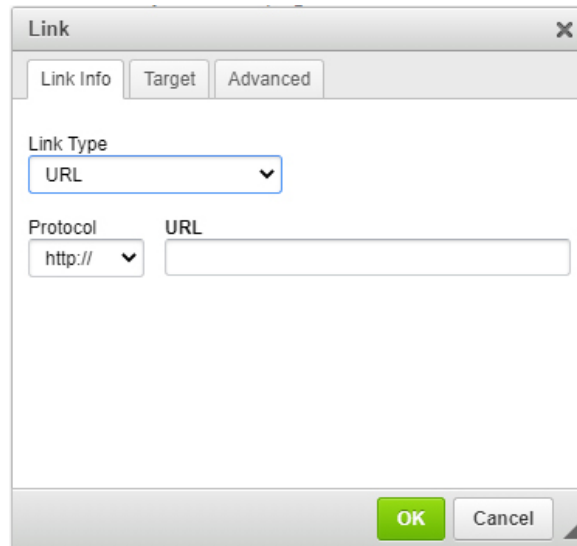 Link
Link Info Target Advanced
Link Type
URL
Protocol URL
http://
OK Cancel